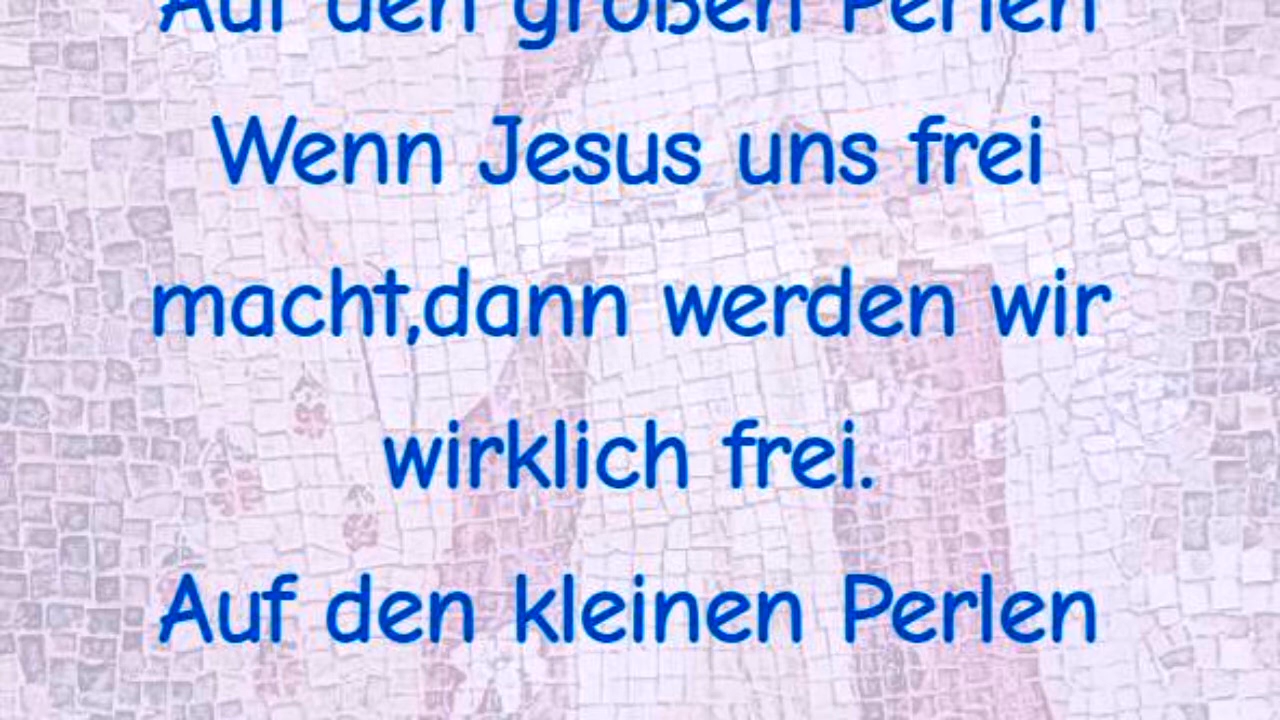 Auf den großen Perlen
Wenn Jesus uns frei
macht,dann werden wir
wirklich frei.
Auf den kleinen Perlen